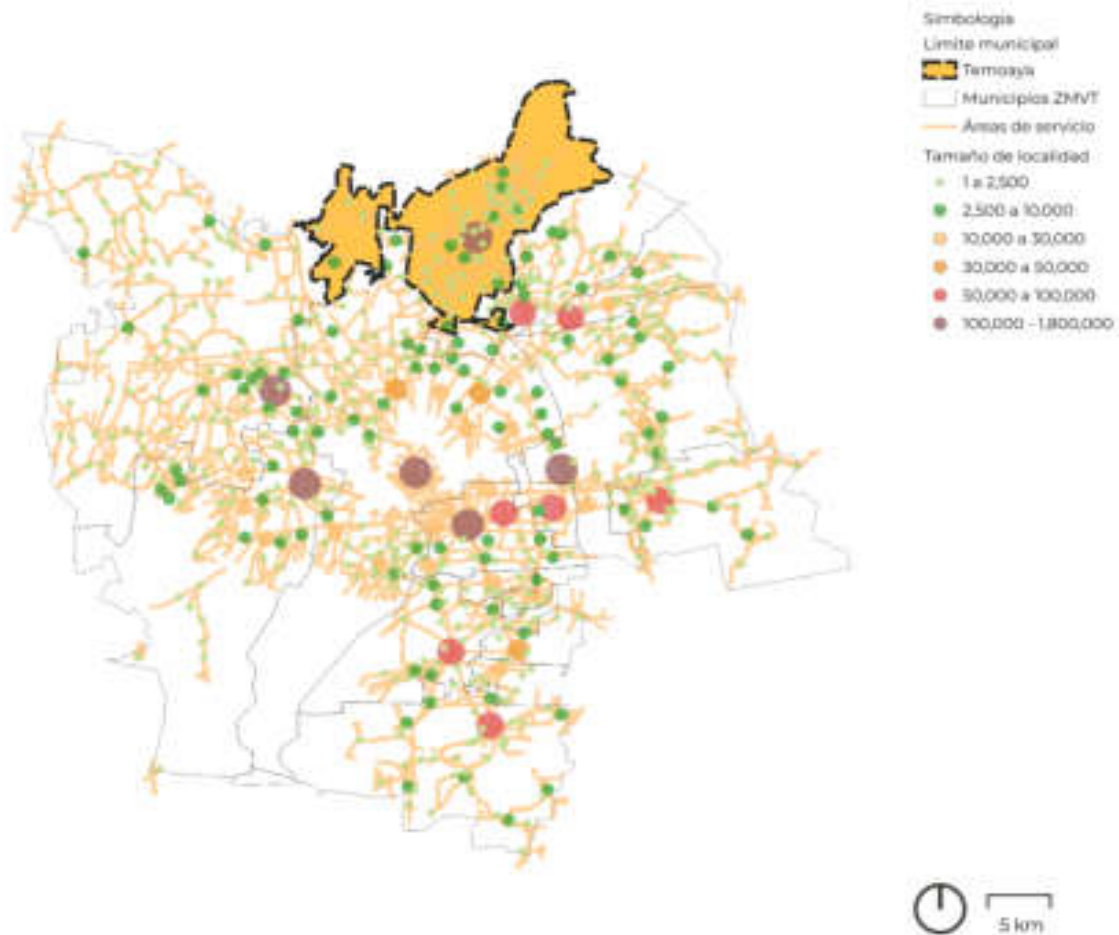 Simbología
Limite municipal
Temoaya
Municipios ZMVT
Áreas de servicio
Tamaño de localidad
1 a 2,500
2,500 a 10,000
10,000 a 30,000
30,000 a 50,000
50,000 a 100,000
100,000 - 1,800,000
5 km